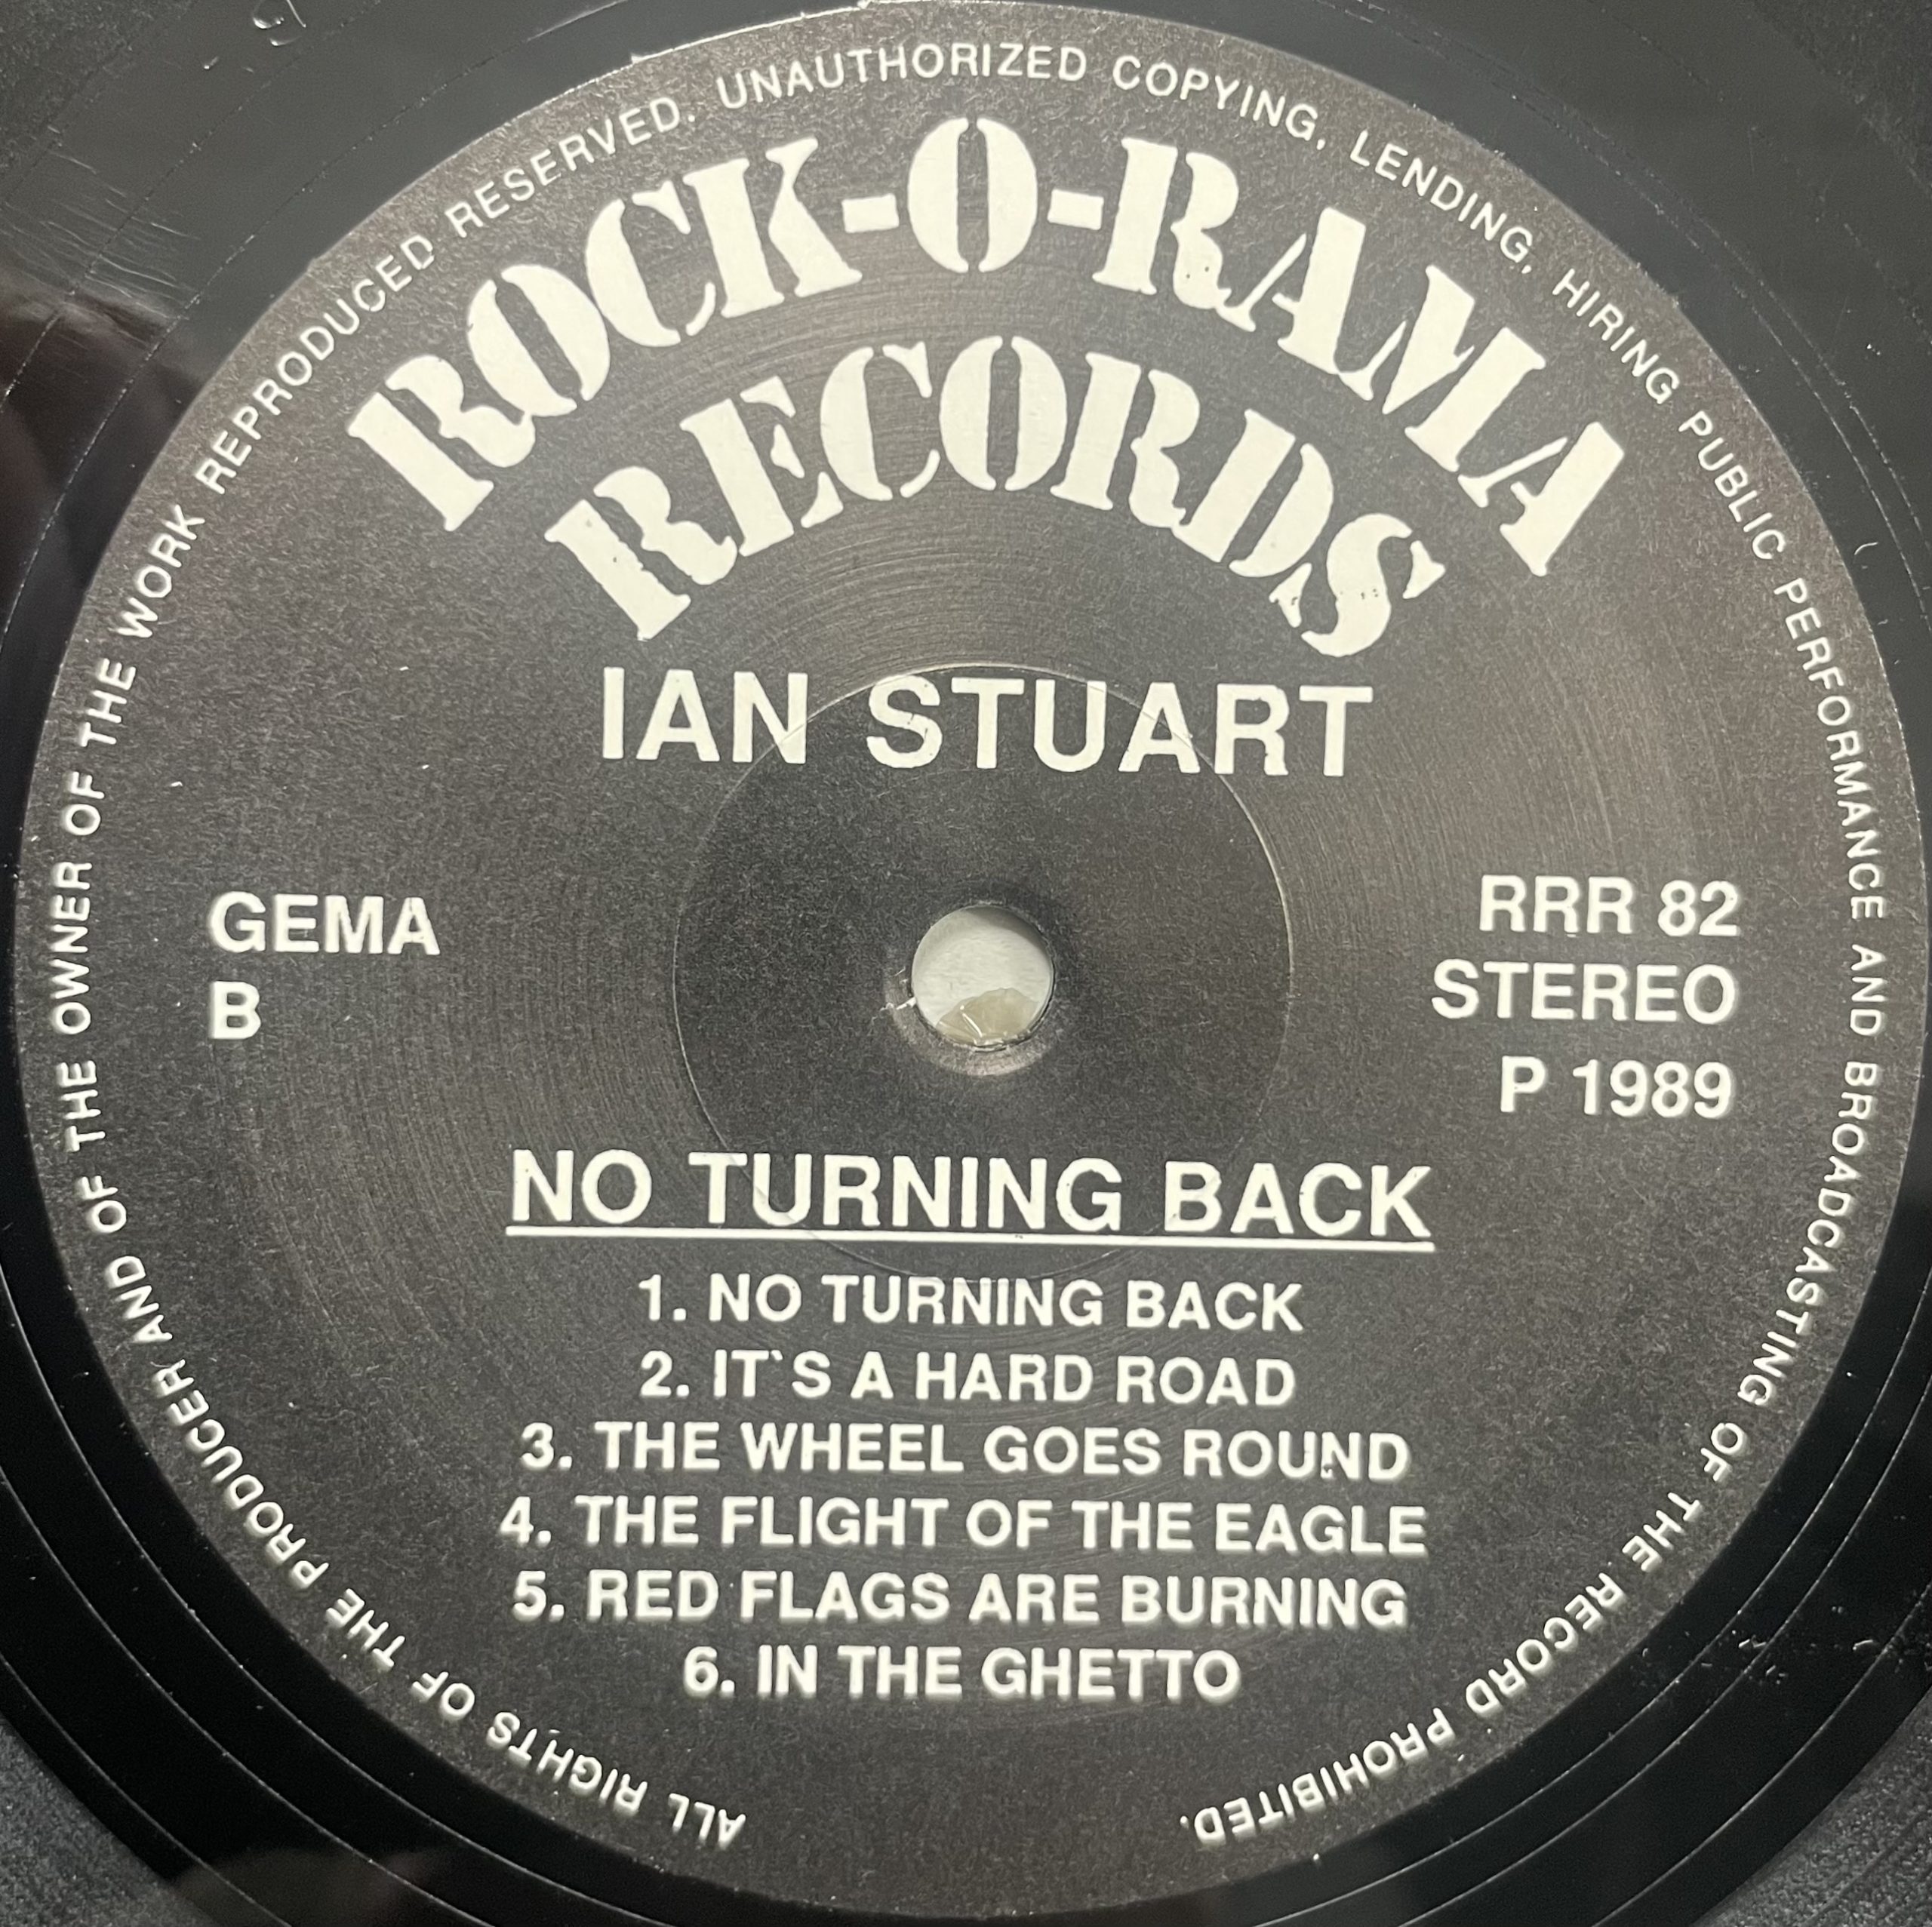 ALL RIGHTS OF THE PRODUCER AND OF THE OWNER OF THE WORK REPRODUCED RESERVED. UNAUTHORIZED COPYING, LENDING, HIRING PUBLIC PERFORMANCE AND BROADCASTING OF THE RECORD PROHIBITED.
ROCK-O-RAMA
RECORDS
IAN STUART
GEMA
B
RRR 82
STEREO
P 1989
NO TURNING BACK
1. NO TURNING BACK
2. IT`S A HARD ROAD
3. THE WHEEL GOES ROUND
4. THE FLIGHT OF THE EAGLE
5. RED FLAGS ARE BURNING
6. IN THE GHETTO